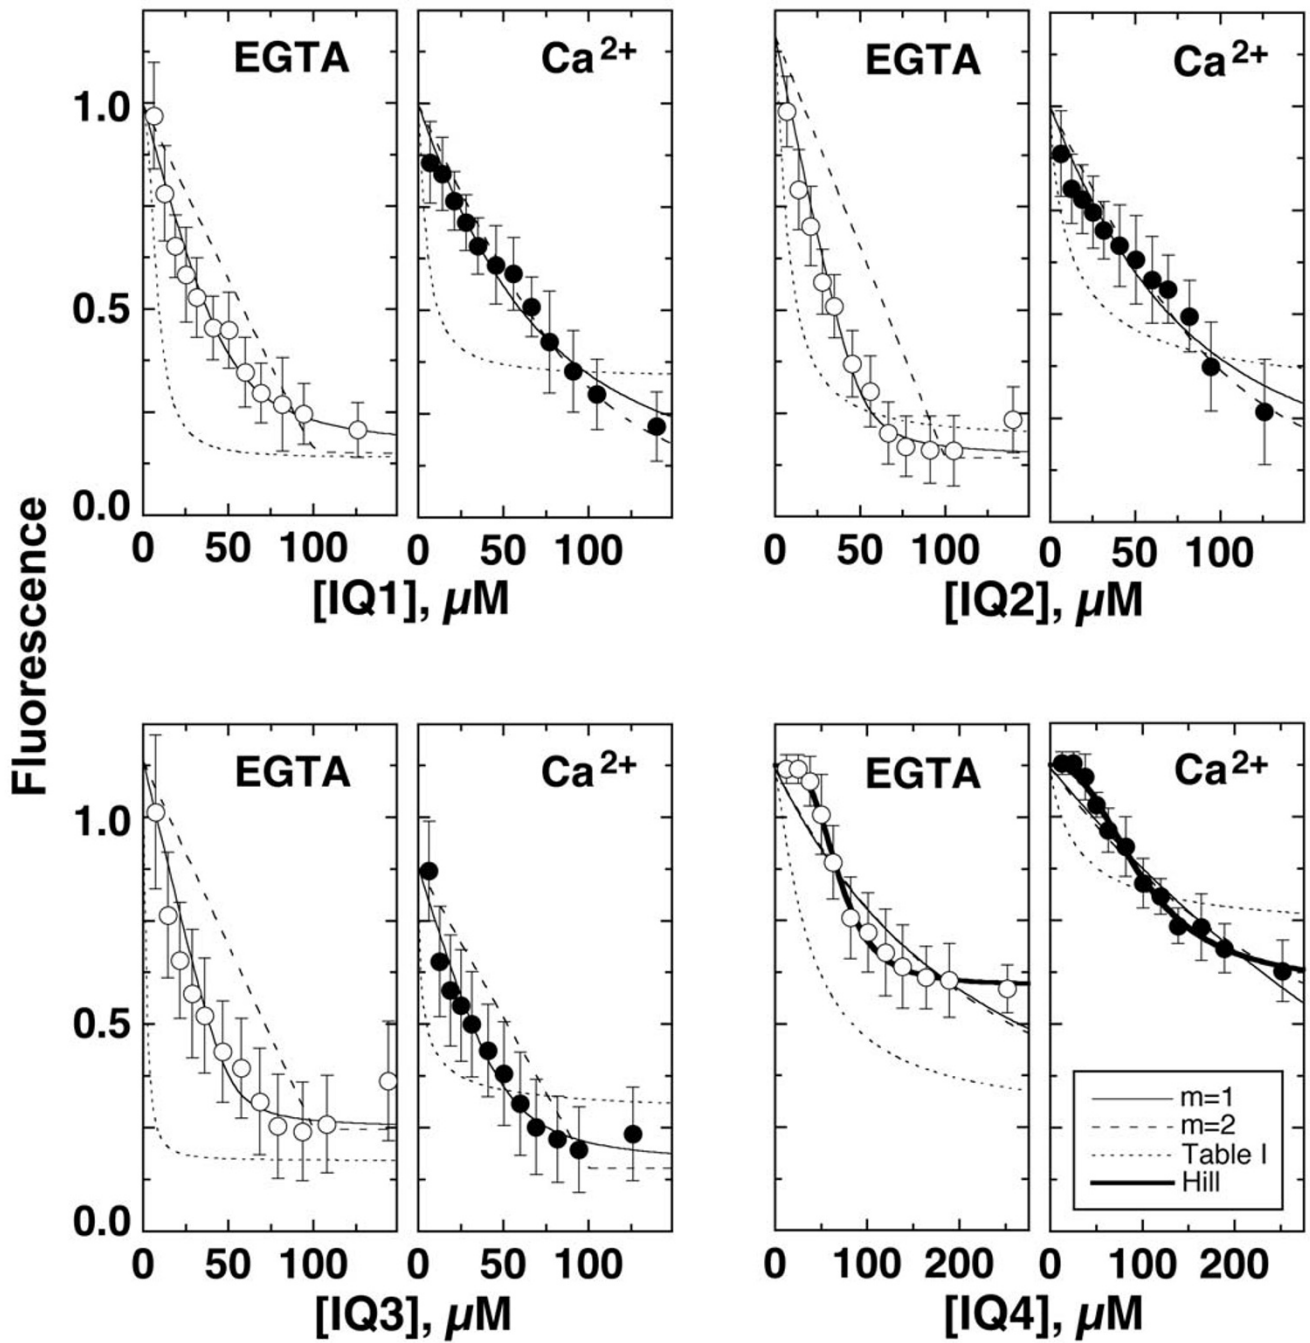 EGTA
Ca2+
EGTA
Ca2+
1.0
0.5
0.0
0 50 100
0 50 100
0 50 100
0 50 100
[IQ1], μM
[IQ2], μM
Fluorescence
EGTA
Ca2+
EGTA
Ca2+
1.0
0.5
0.0
m=1
m=2
Table I
Hill
0 50 100
0 50 100
0 100 200
0 100 200
[IQ3], μM
[IQ4], μM